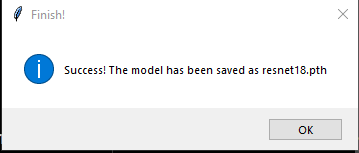 Finish!
Success! The model has been saved as resnet18.pth
OK